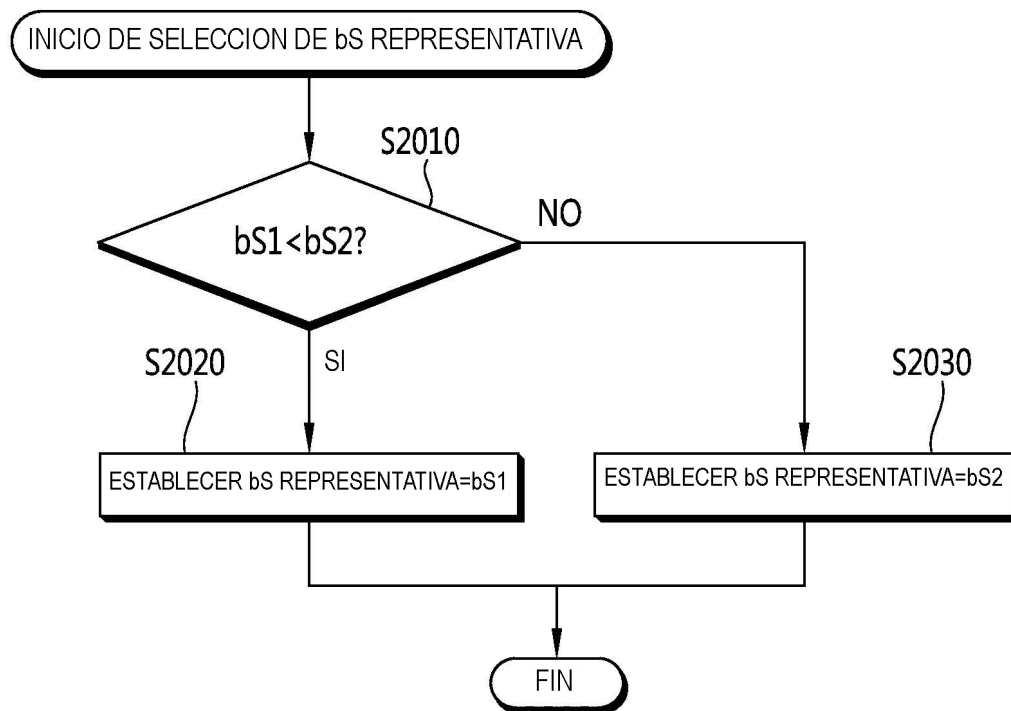 INICIO DE SELECCION DE bS REPRESENTATIVA
S2010
bS1<bS2?
NO
SI
S2020
S2030
ESTABLECER bS REPRESENTATIVA=bS1
ESTABLECER bS REPRESENTATIVA=bS2
FIN